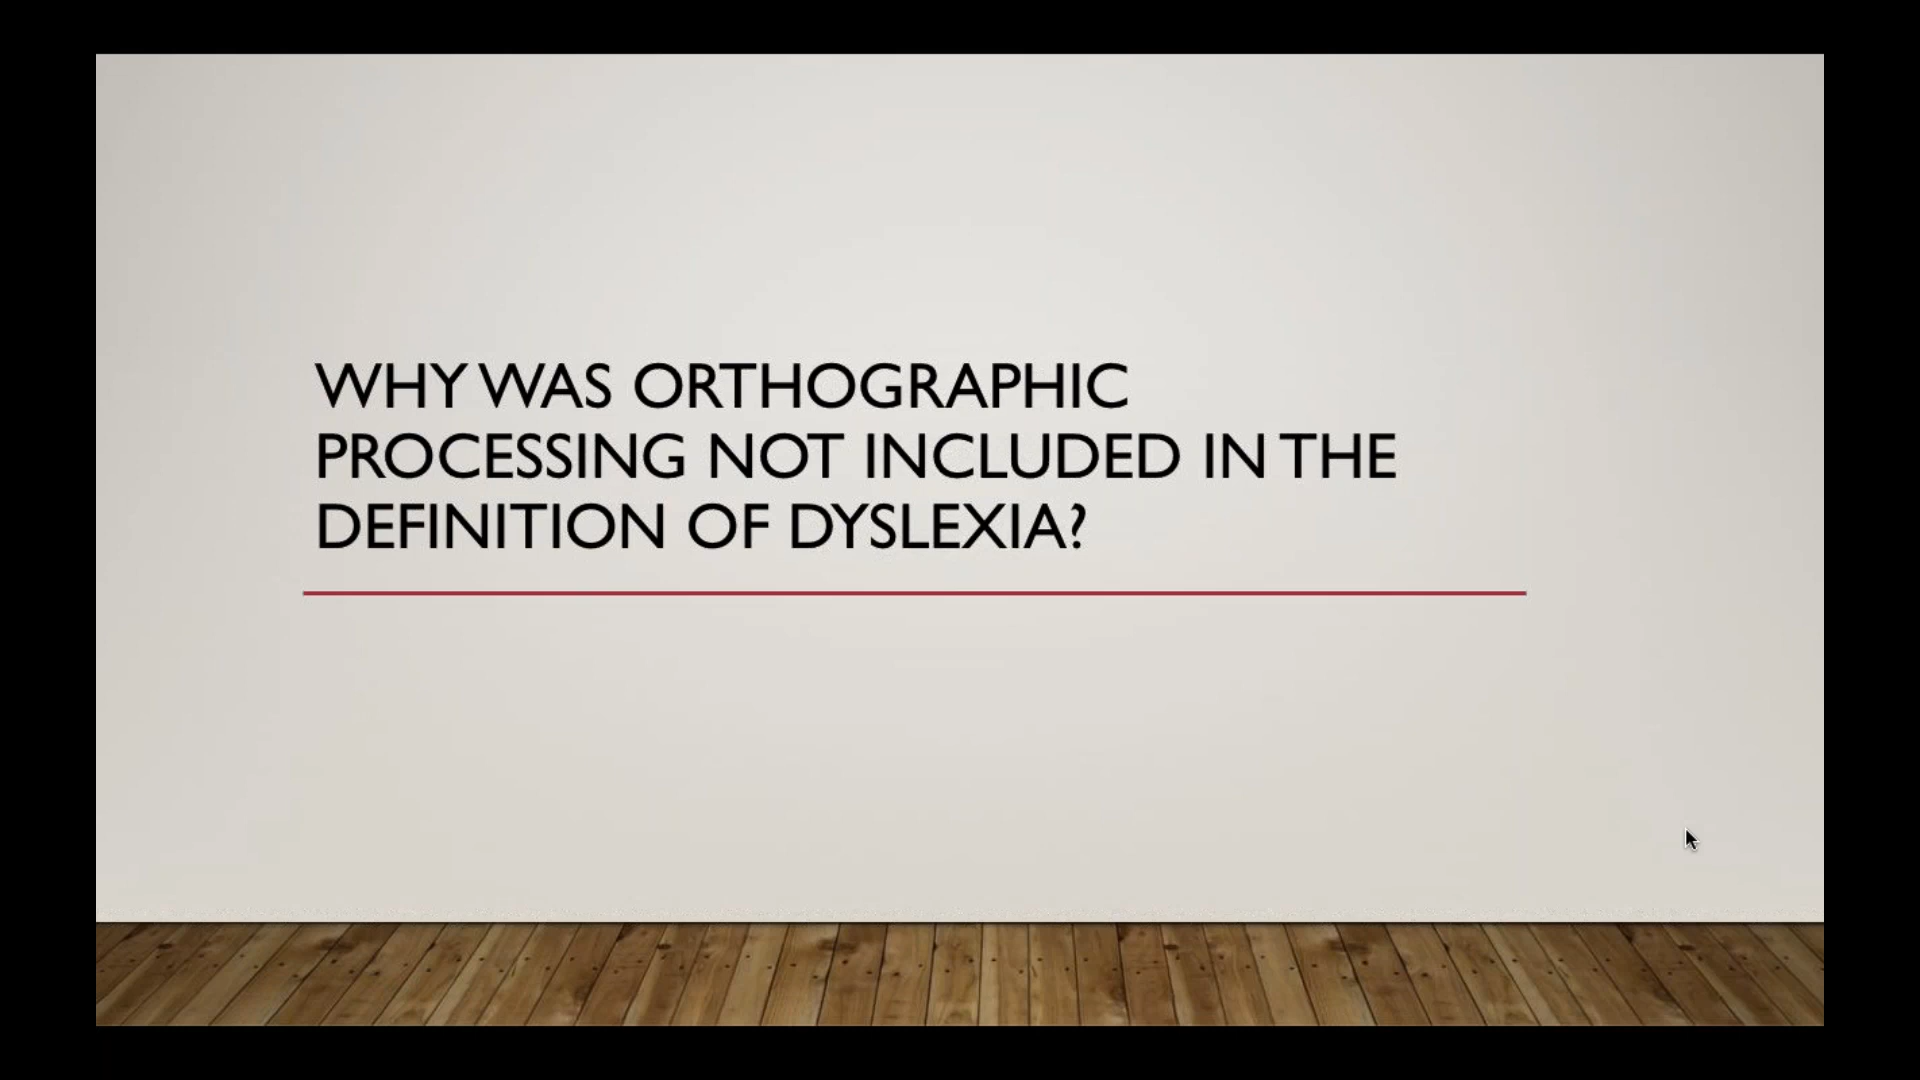 WHY WAS ORTHOGRAPHIC
PROCESSING NOT INCLUDED IN THE
DEFINITION OF DYSLEXIA?